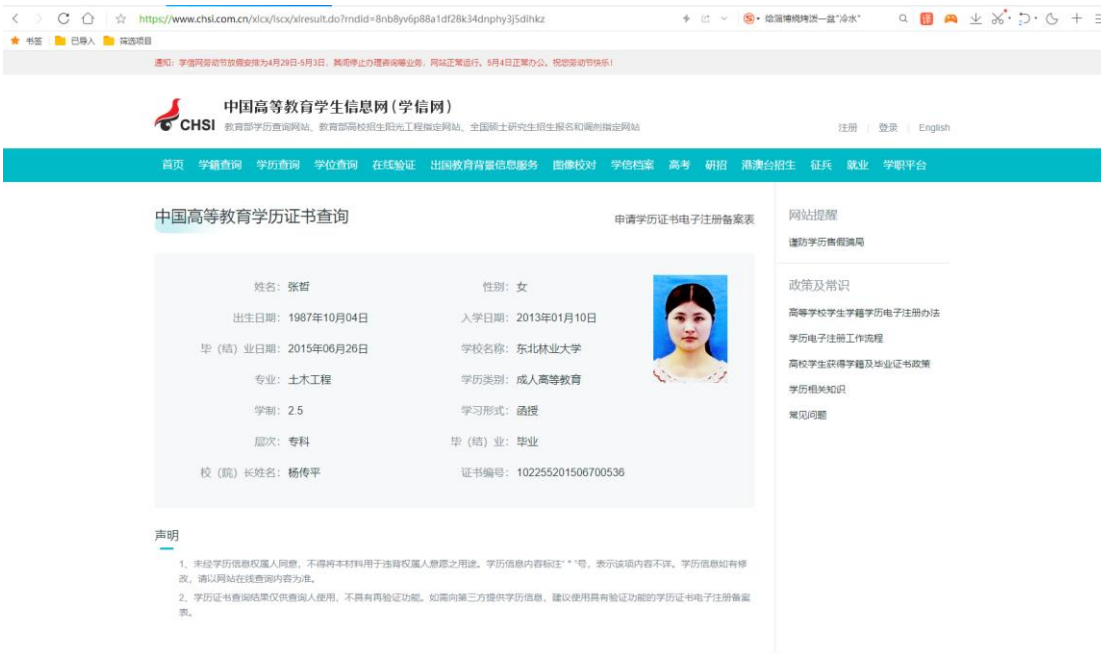 https://www.chsi.com.cn/xlcx/lscx/xlresult.do?rndid=8nb8yv6p88a1df28k34dnphy3j5dihkz
给淄博烧烤泼一盆"冷水"
书签 已导入 筛选项目
通知：学信网劳动节放假安排为4月29日-5月3日，其间停止办理咨询等业务，网站正常运行。5月4日正常办公。祝您劳动节快乐！
中国高等教育学生信息网（学信网）
CHSI 教育部学历查询网站、教育部高校招生阳光工程指定网站、全国硕士研究生招生报名和调剂指定网站
注册 | 登录 | English
首页 学籍查询 学历查询 学位查询 在线验证 出国教育背景信息服务 图像校对 学信档案 高考 研招 港澳台招生 征兵 就业 学职平台
中国高等教育学历证书查询
申请学历证书电子注册备案表
姓名： 张哲 性别： 女
出生日期： 1987年10月04日 入学日期： 2013年01月10日
毕（结）业日期： 2015年06月26日 学校名称： 东北林业大学
专业： 土木工程 学历类别： 成人高等教育
学制： 2.5 学习形式： 函授
层次： 专科 毕（结）业： 毕业
校（院）长姓名： 杨传平 证书编号： 102255201506700536
声明
1、未经学历信息权属人同意，不得将本材料用于违背权属人意愿之用途。学历信息内容标注" * "号，表示该项内容不详。学历信息如有修
改，请以网站在线查询内容为准。
2、学历证书查询结果仅供查询人使用，不具有再验证功能。如需向第三方提供学历信息，建议使用具有验证功能的学历证书电子注册备案
表。
网站提醒
谨防学历售假骗局
政策及常识
高等学校学生学籍学历电子注册办法
学历电子注册工作流程
高校学生获得学籍及毕业证书政策
学历相关知识
常见问题